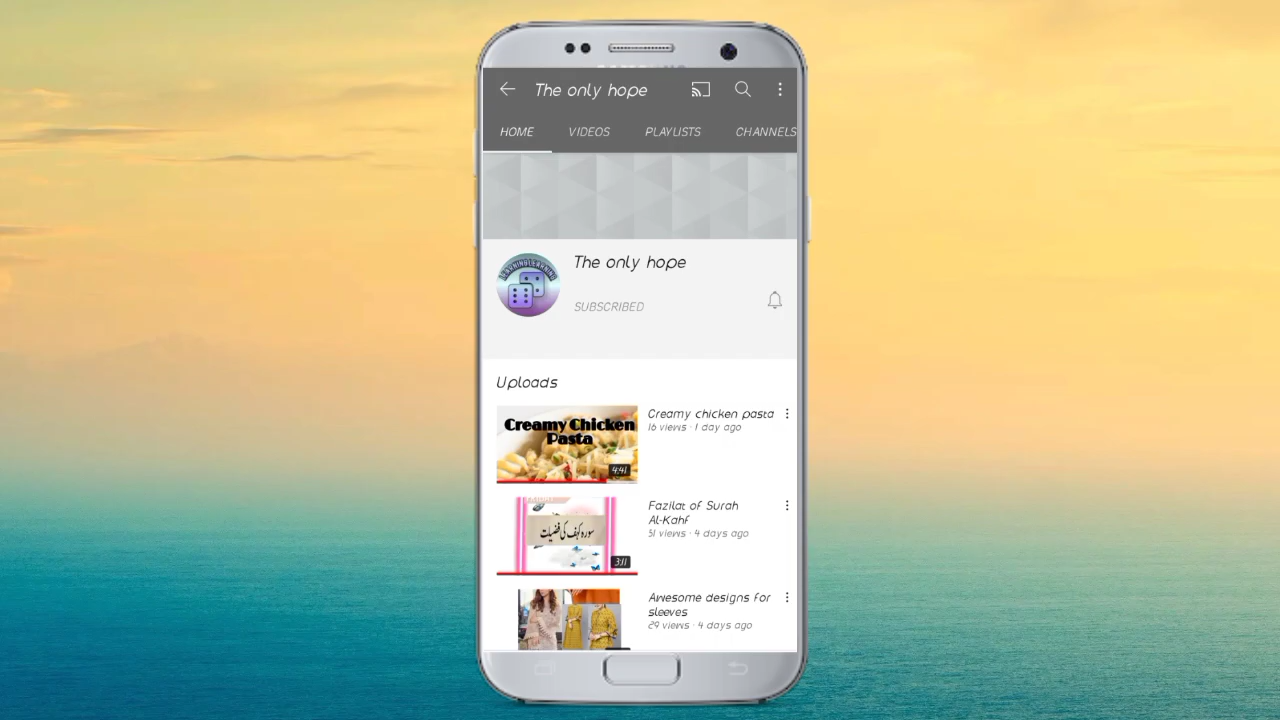 The only hope
HOME VIDEOS PLAYLISTS CHANNELS
LEARNING
The only hope
SUBSCRIBED
Uploads
Creamy Chicken
Pasta
4:41
Creamy chicken pasta
16 views · 1 day ago
سورہ کہف کی فضیلت
3:11
Fazilat of Surah
Al-Kahf
51 views · 4 days ago
Awesome designs for
sleeves
29 views · 4 days ago